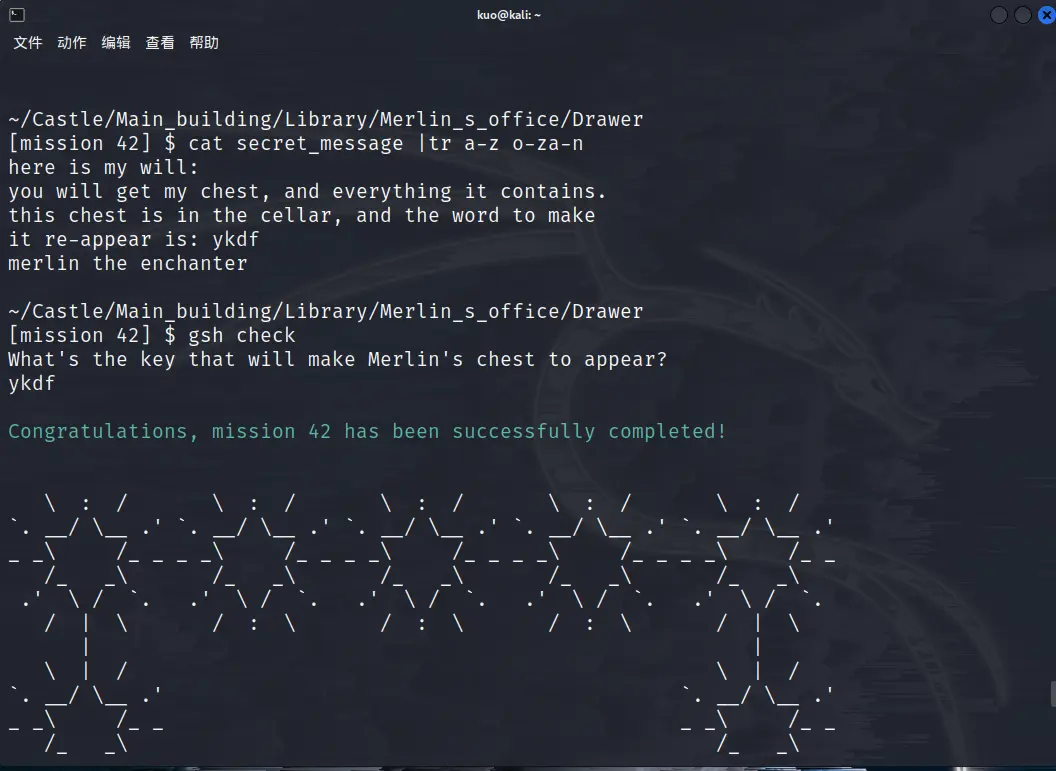 kuo@kali: ~
文件 动作 编辑 查看 帮助
~/Castle/Main_building/Library/Merlin_s_office/Drawer
[mission 42] $ cat secret_message |tr a-z o-za-n
here is my will:
you will get my chest, and everything it contains.
this chest is in the cellar, and the word to make
it re-appear is: ykdf
merlin the enchanter
~/Castle/Main_building/Library/Merlin_s_office/Drawer
[mission 42] $ gsh check
What's the key that will make Merlin's chest to appear?
ykdf
Congratulations, mission 42 has been successfully completed!